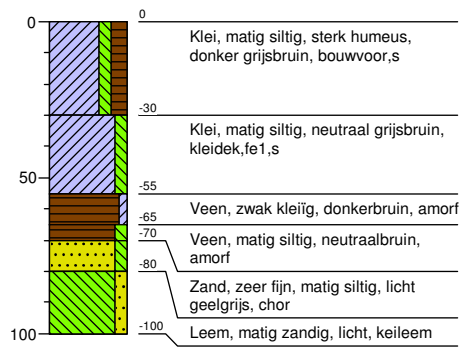 0
0
Klei, matig siltig, sterk humeus,
donker grijsbruin, bouwvoor,s
-30
Klei, matig siltig, neutraal grijsbruin,
kleidek,fe1,s
50
-55
Veen, zwak kleiïg, donkerbruin, amorf
-65
-70
Veen, matig siltig, neutraalbruin,
amorf
-80
Zand, zeer fijn, matig siltig, licht
geelgrijs, chor
100
-100
Leem, matig zandig, licht, keileem